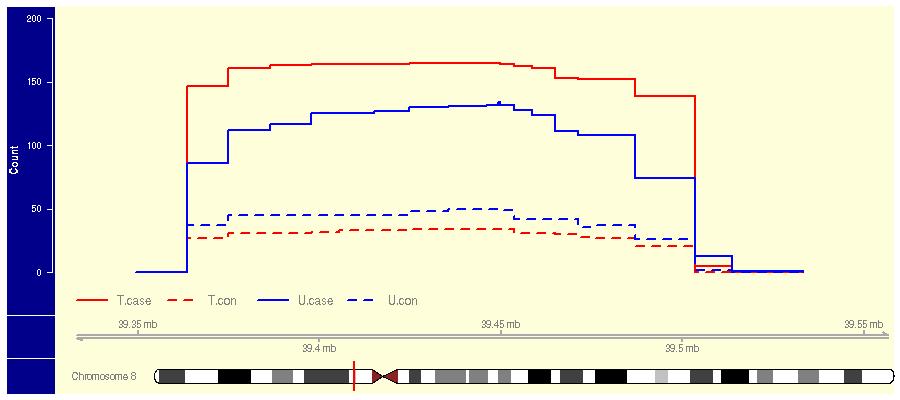 200
150
100
50
0
Count
T.case T.con U.case U.con
39.35 mb 39.45 mb 39.55 mb
39.4 mb 39.5 mb
Chromosome 8